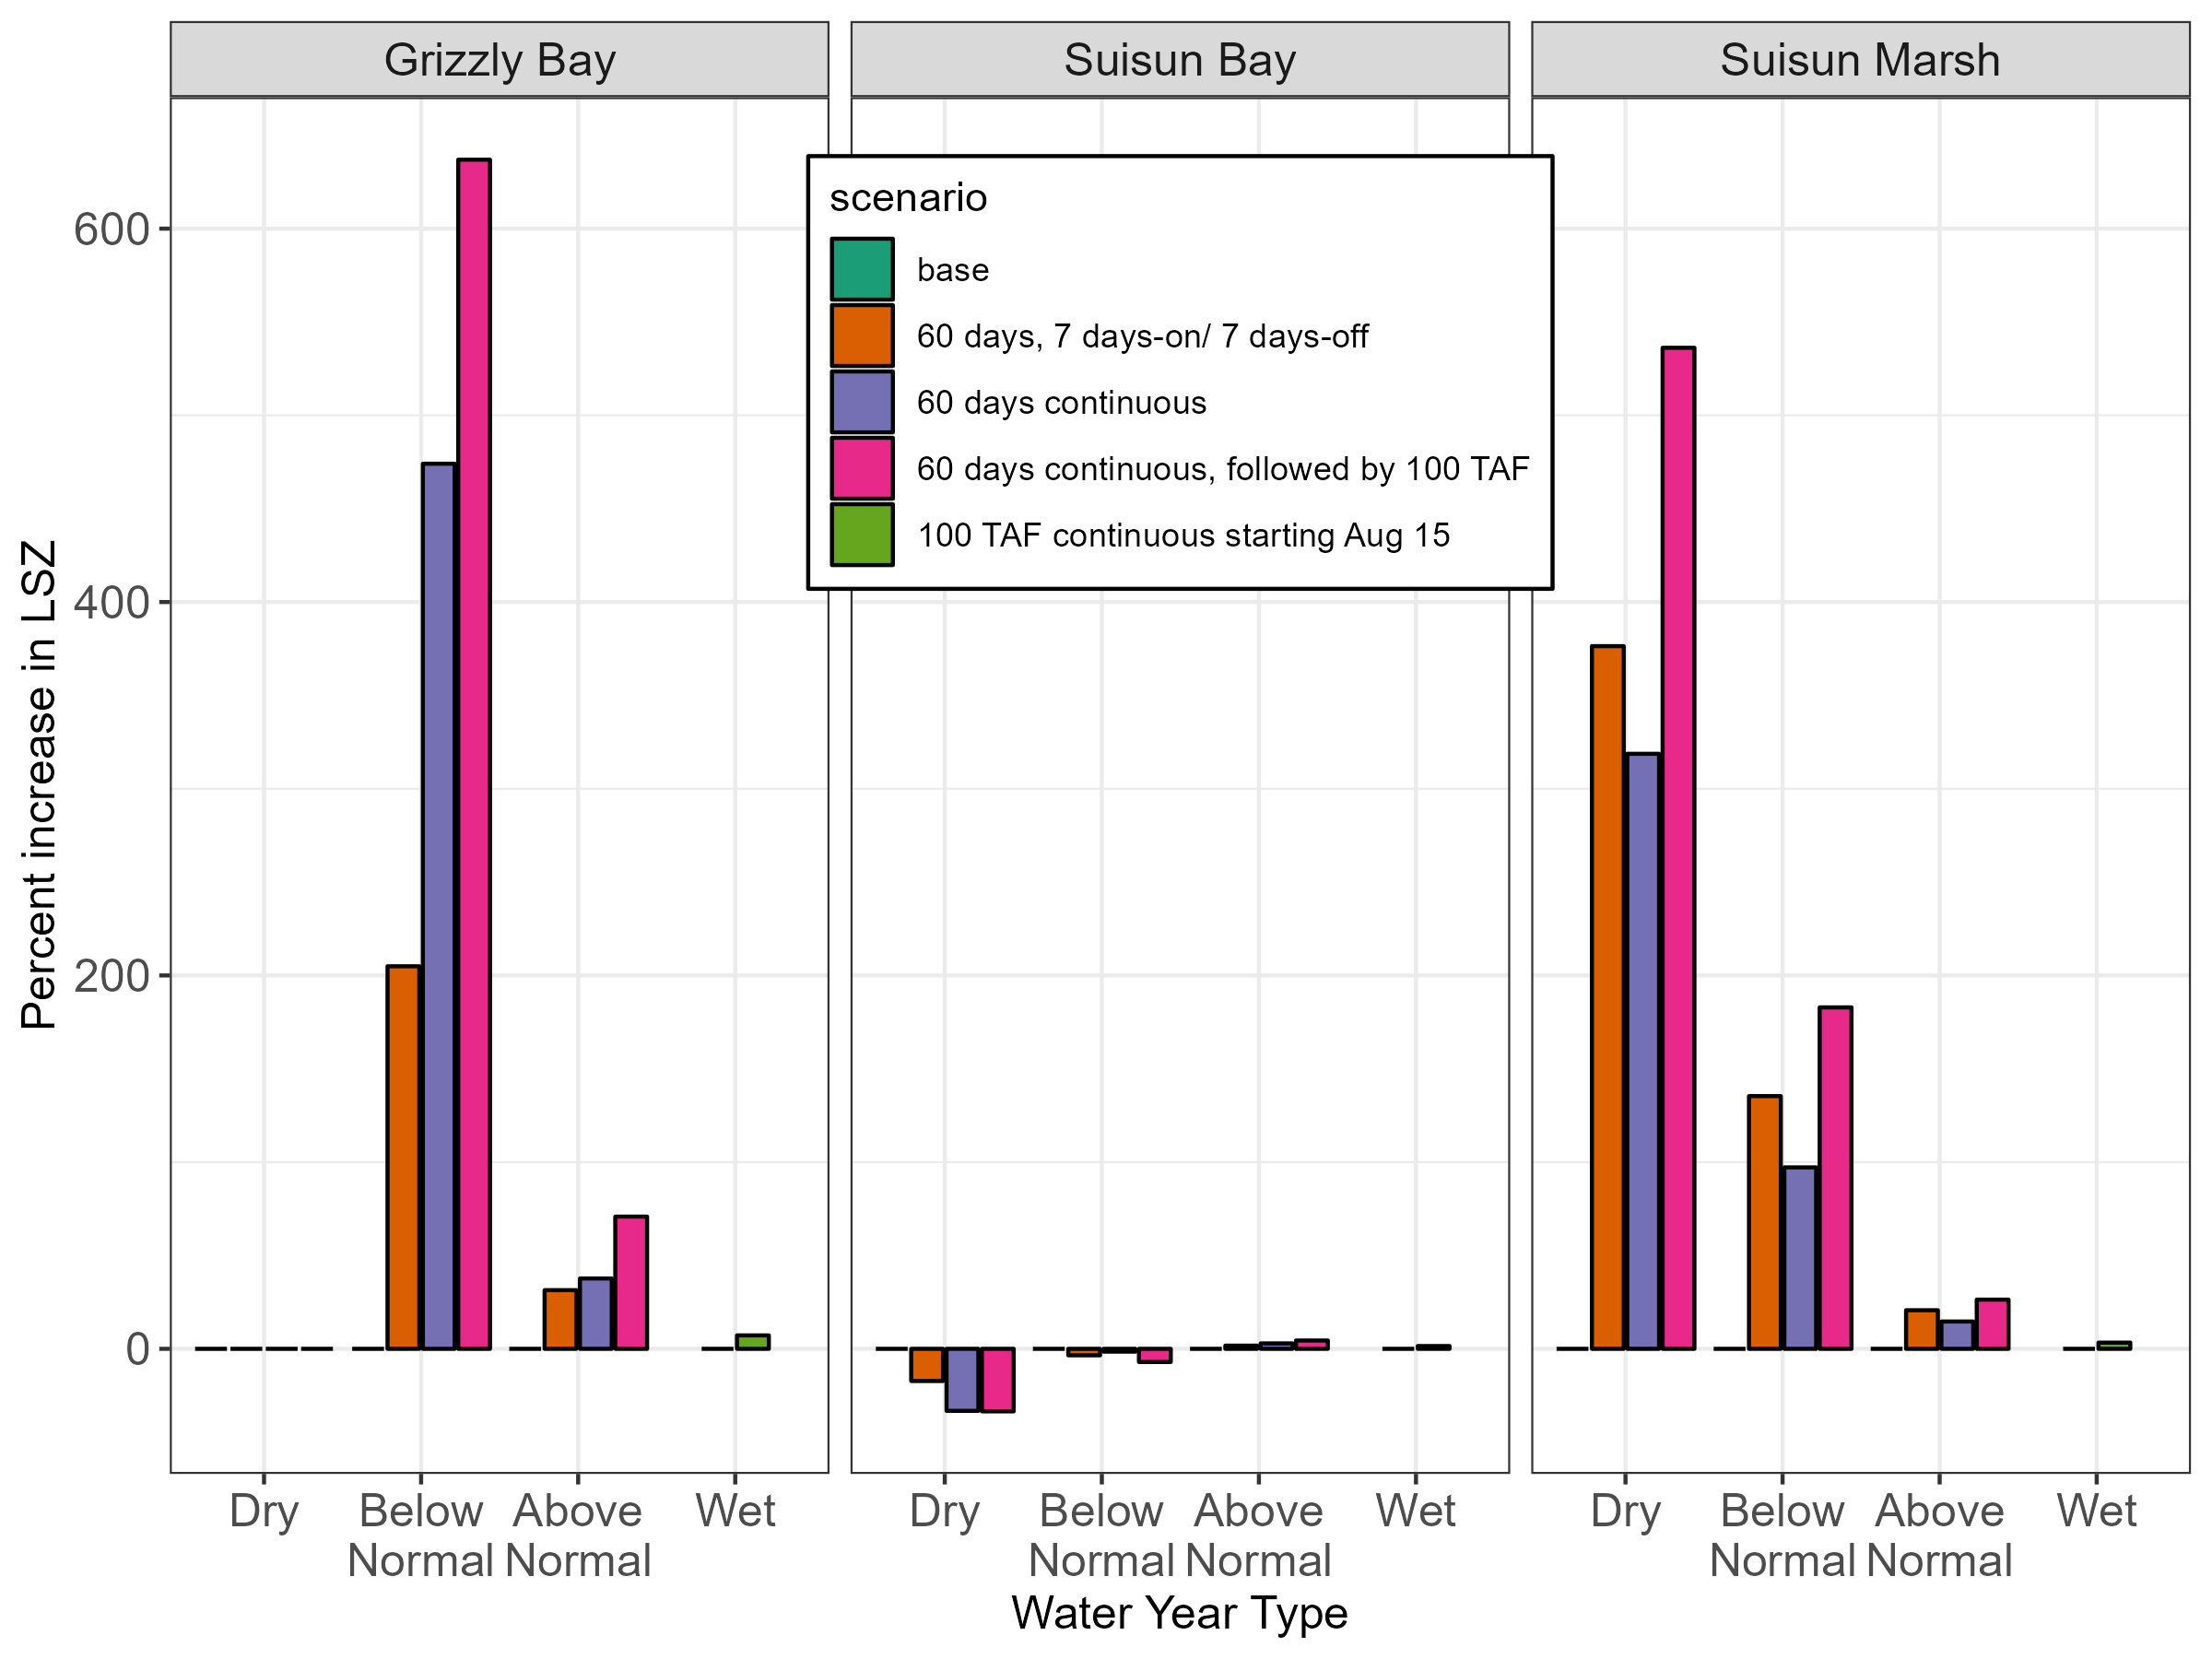 Grizzly Bay
Suisun Bay
Suisun Marsh
scenario
base
60 days, 7 days-on/ 7 days-off
60 days continuous
60 days continuous, followed by 100 TAF
100 TAF continuous starting Aug 15
Percent increase in LSZ
600
400
200
0
Dry
Below
Normal
Above
Normal
Wet
Dry
Below
Normal
Above
Normal
Wet
Dry
Below
Normal
Above
Normal
Wet
Water Year Type